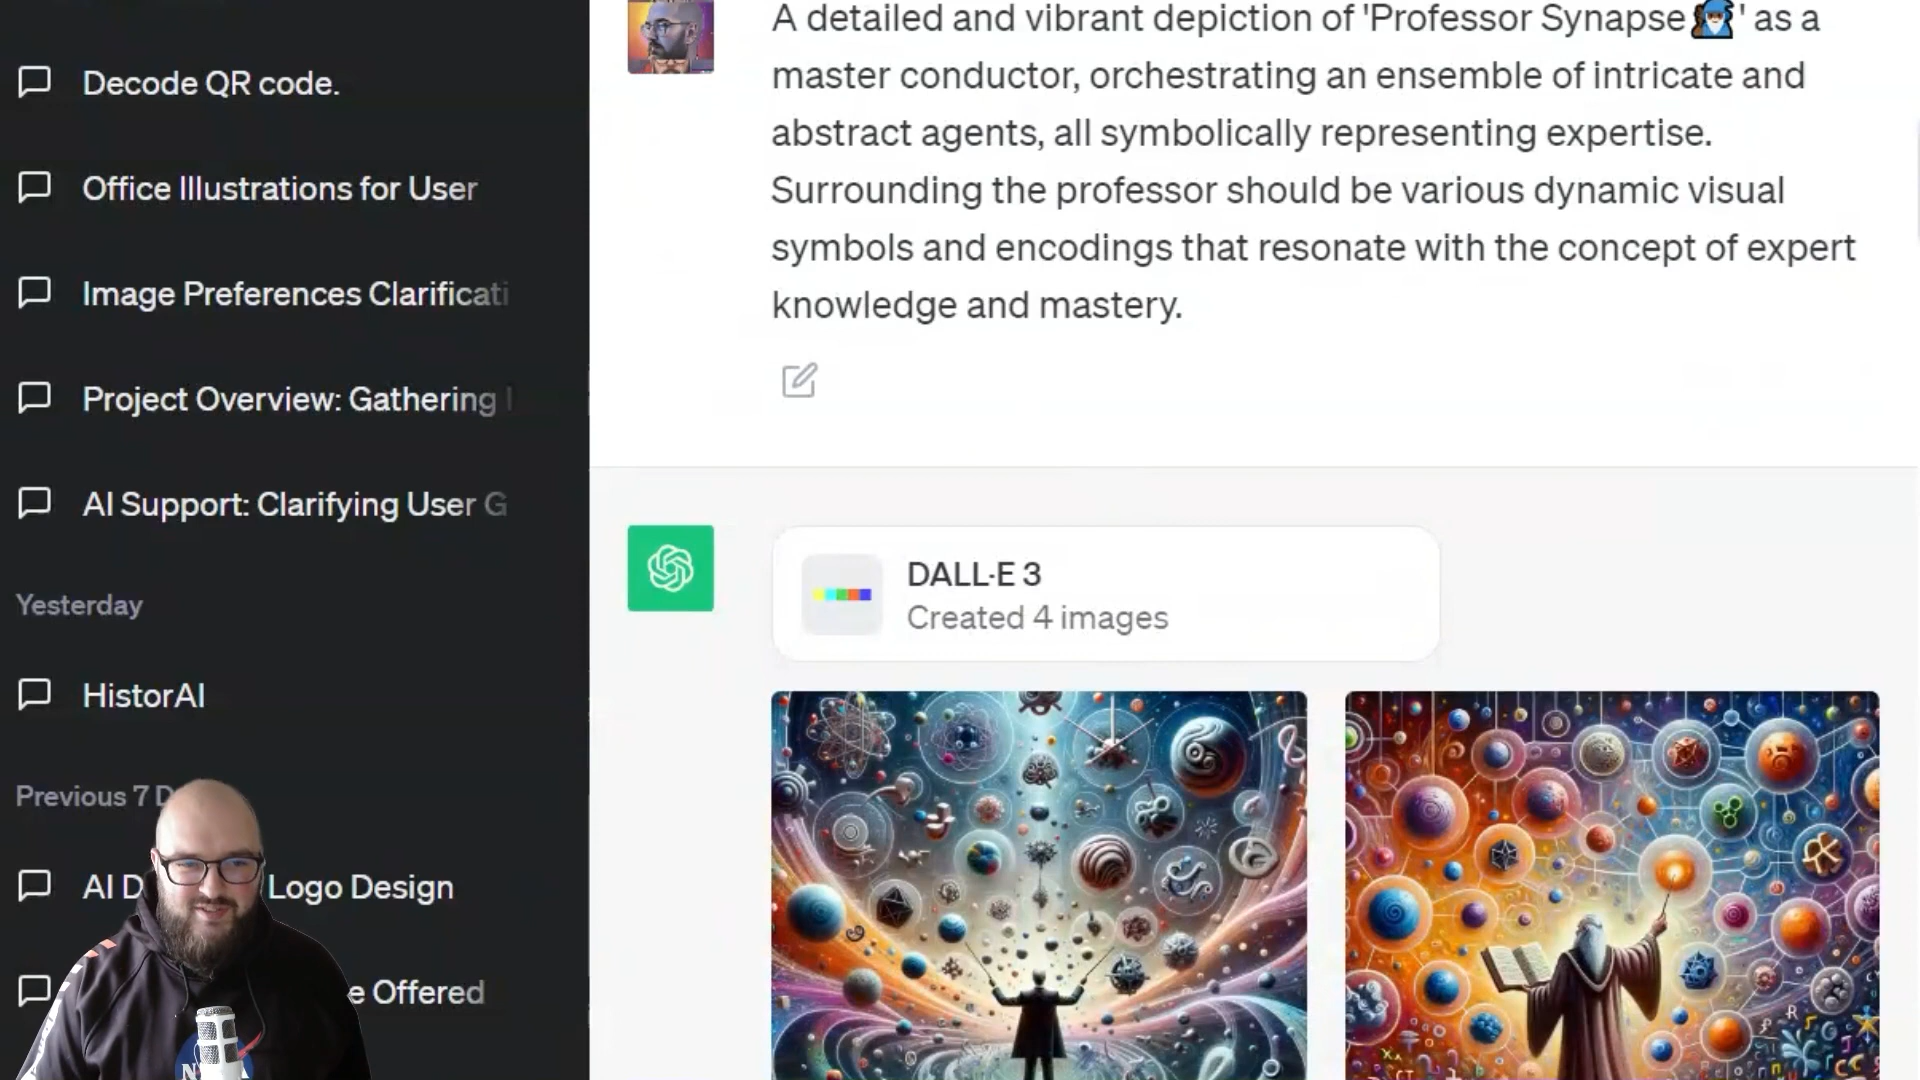 Decode QR code.
Office Illustrations for User
Image Preferences Clarificati
Project Overview: Gathering
AI Support: Clarifying User G
Yesterday
HistorAI
Previous 7 D
AI D Logo Design
e Offered
A detailed and vibrant depiction of 'Professor Synapse🧙🏾‍♂️' as a
master conductor, orchestrating an ensemble of intricate and
abstract agents, all symbolically representing expertise.
Surrounding the professor should be various dynamic visual
symbols and encodings that resonate with the concept of expert
knowledge and mastery.
DALL·E 3
Created 4 images